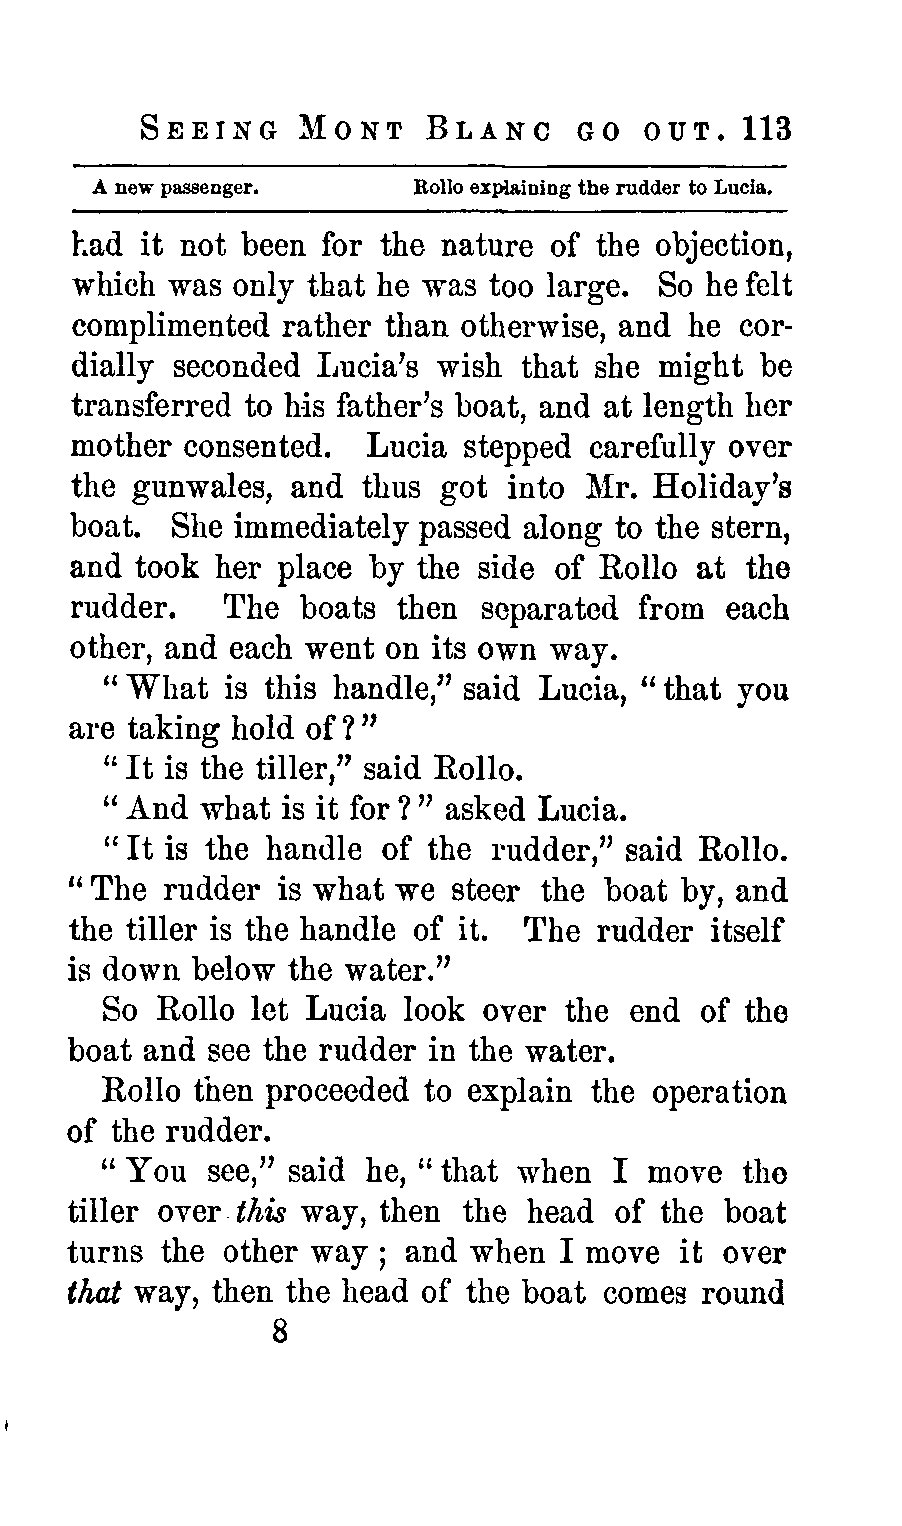 SEEING MONT BLANC GO OUT. 113
A new passenger. Rollo explaining the rudder to Lucia.
had it not been for the nature of the objection,
which was only that he was too large. So he felt
complimented rather than otherwise, and he cor-
dially seconded Lucia's wish that she might be
transferred to his father's boat, and at length her
mother consented. Lucia stepped carefully over
the gunwales, and thus got into Mr. Holiday's
boat. She immediately passed along to the stern,
and took her place by the side of Rollo at the
rudder. The boats then separated from each
other, and each went on its own way.
"What is this handle," said Lucia, "that you
are taking hold of?"
"It is the tiller," said Rollo.
"And what is it for?" asked Lucia.
"It is the handle of the rudder," said Rollo.
"The rudder is what we steer the boat by, and
the tiller is the handle of it. The rudder itself
is down below the water."
So Rollo let Lucia look over the end of the
boat and see the rudder in the water.
Rollo then proceeded to explain the operation
of the rudder.
"You see," said he, "that when I move the
tiller over this way, then the head of the boat
turns the other way; and when I move it over
that way, then the head of the boat comes round
8